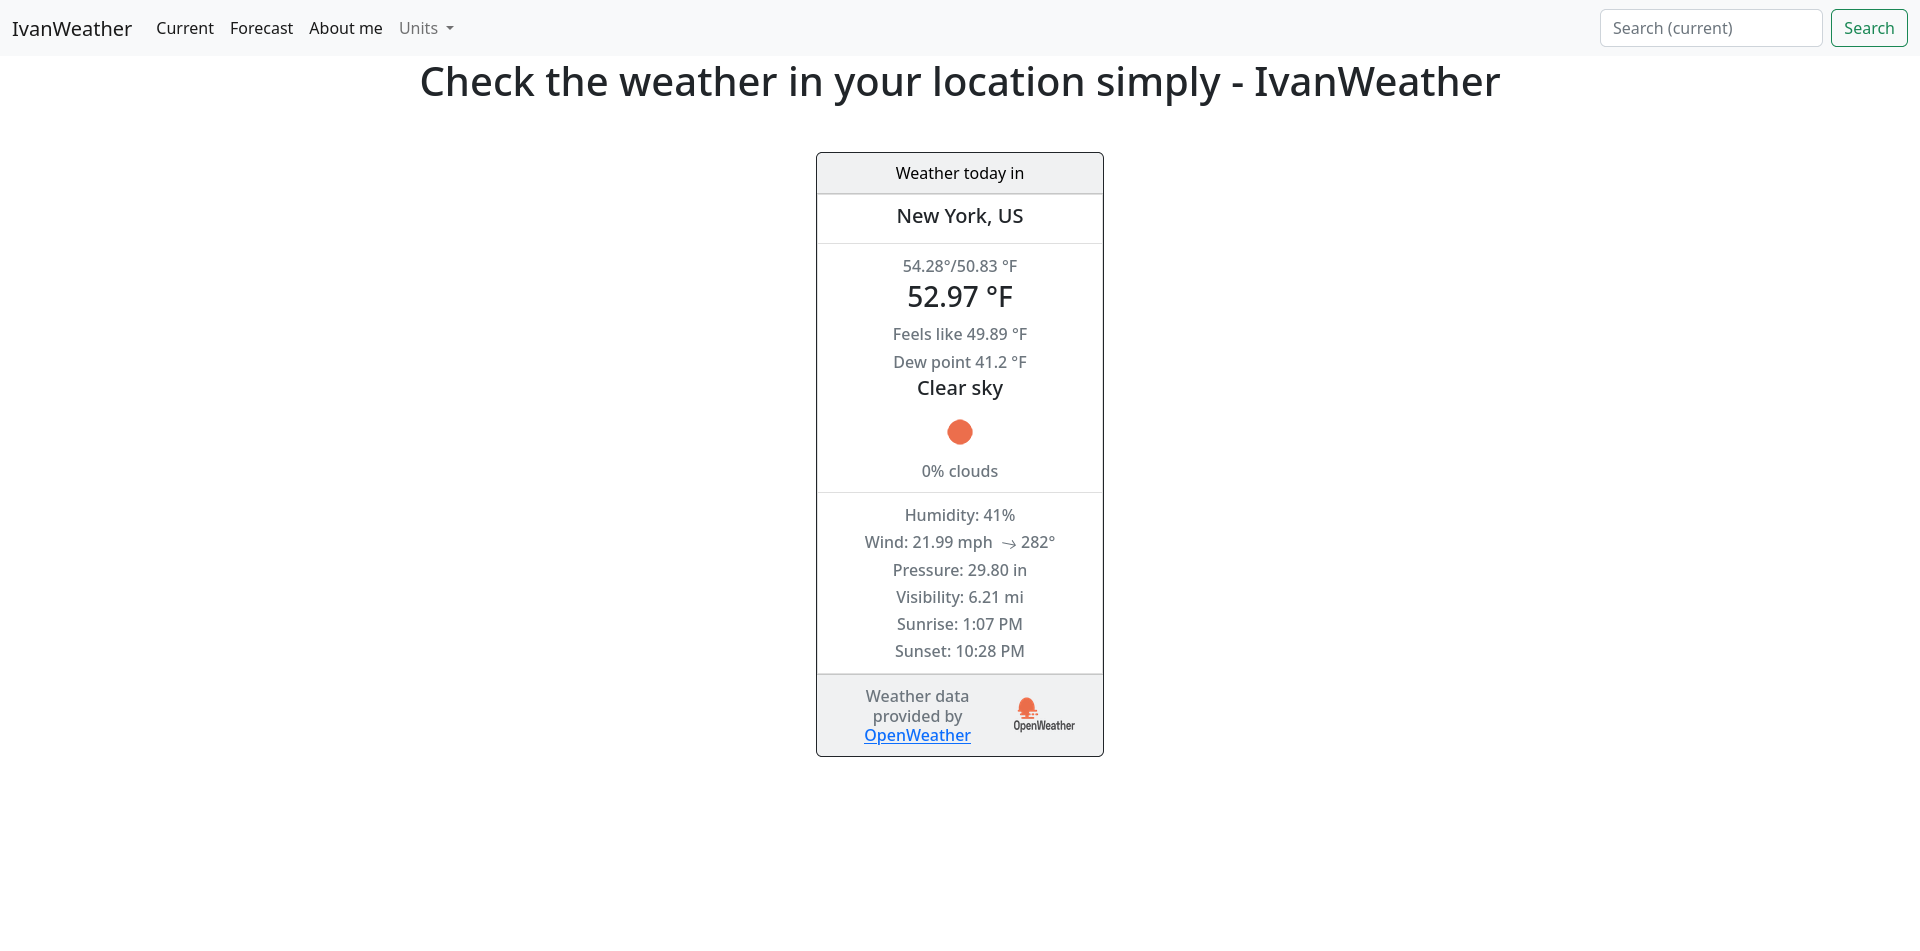 IvanWeather
Current
Forecast
About me
Units
Search (current)
Search
Check the weather in your location simply - IvanWeather
Weather today in
New York, US
54.28°/50.83 °F
52.97 °F
Feels like 49.89 °F
Dew point 41.2 °F
Clear sky
0% clouds
Humidity: 41%
Wind: 21.99 mph → 282°
Pressure: 29.80 in
Visibility: 6.21 mi
Sunrise: 1:07 PM
Sunset: 10:28 PM
Weather data
provided by
OpenWeather
OpenWeather